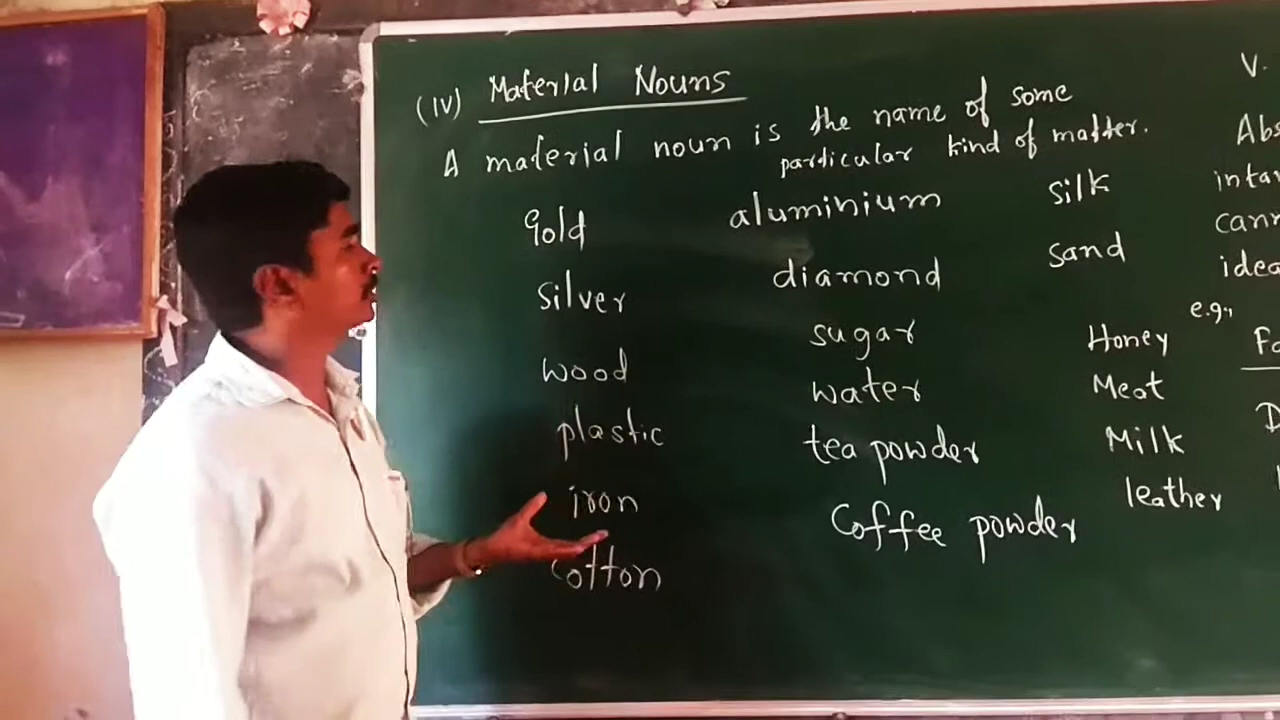 (IV) Material Nouns
A material noun is the name of some
particular kind of matter.
gold
silver
wood
plastic
iron
cotton
aluminium
diamond
sugar
water
tea powder
Coffee powder
silk
sand
Honey
Meat
Milk
leather
V.
e.g.,